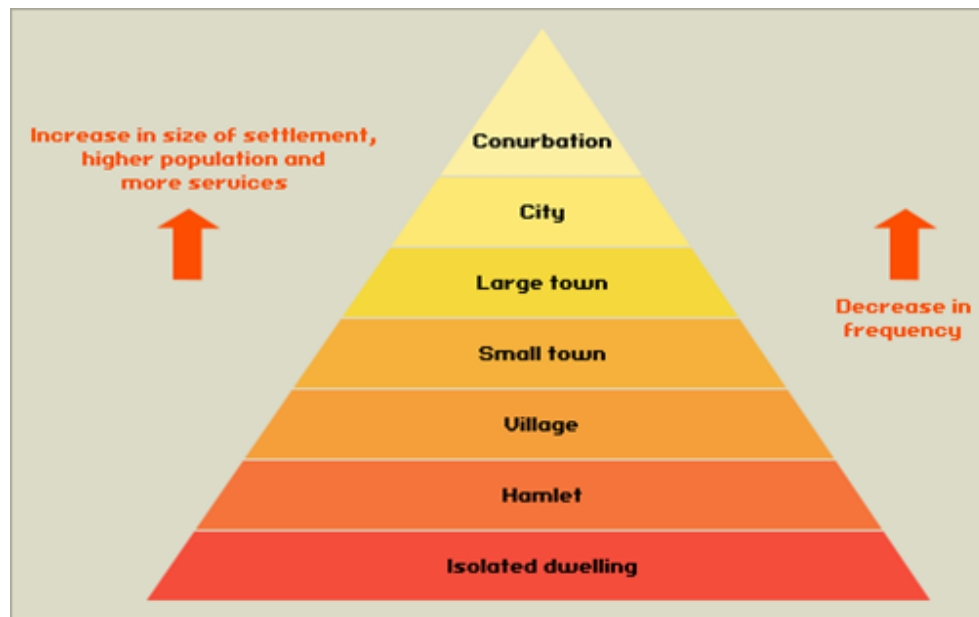 Increase in size of settlement,
higher population and
more services
Conurbation
City
Large town
Small town
Village
Hamlet
Isolated dwelling
Decrease in
frequency